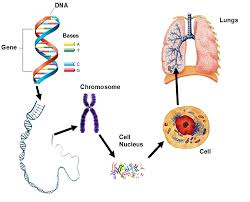 DNA
Lungs
Gene
Bases
A
T
C
G
Chromosome
Cell
Nucleus
Cell